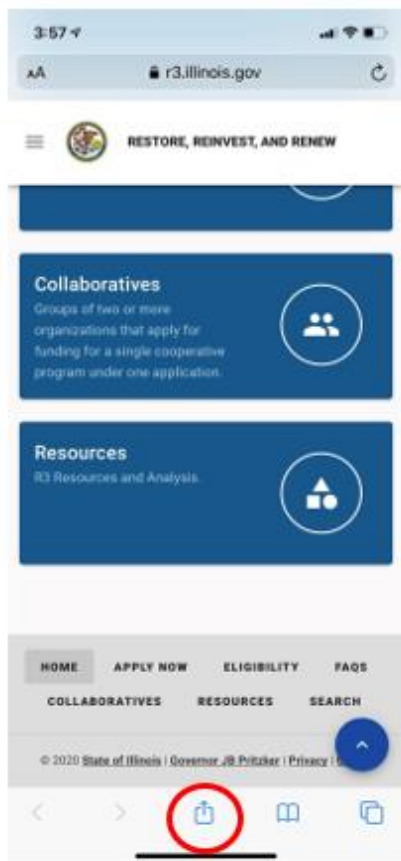 3:57
AA r3.illinois.gov
RESTORE, REINVEST, AND RENEW
Collaboratives
Groups of two or more
organizations that apply for
funding for a single cooperative
program under one application.
Resources
R3 Resources and Analysis.
HOME APPLY NOW ELIGIBILITY FAQS
COLLABORATIVES RESOURCES SEARCH
© 2020 State of Illinois | Governor JB Pritzker | Privacy |